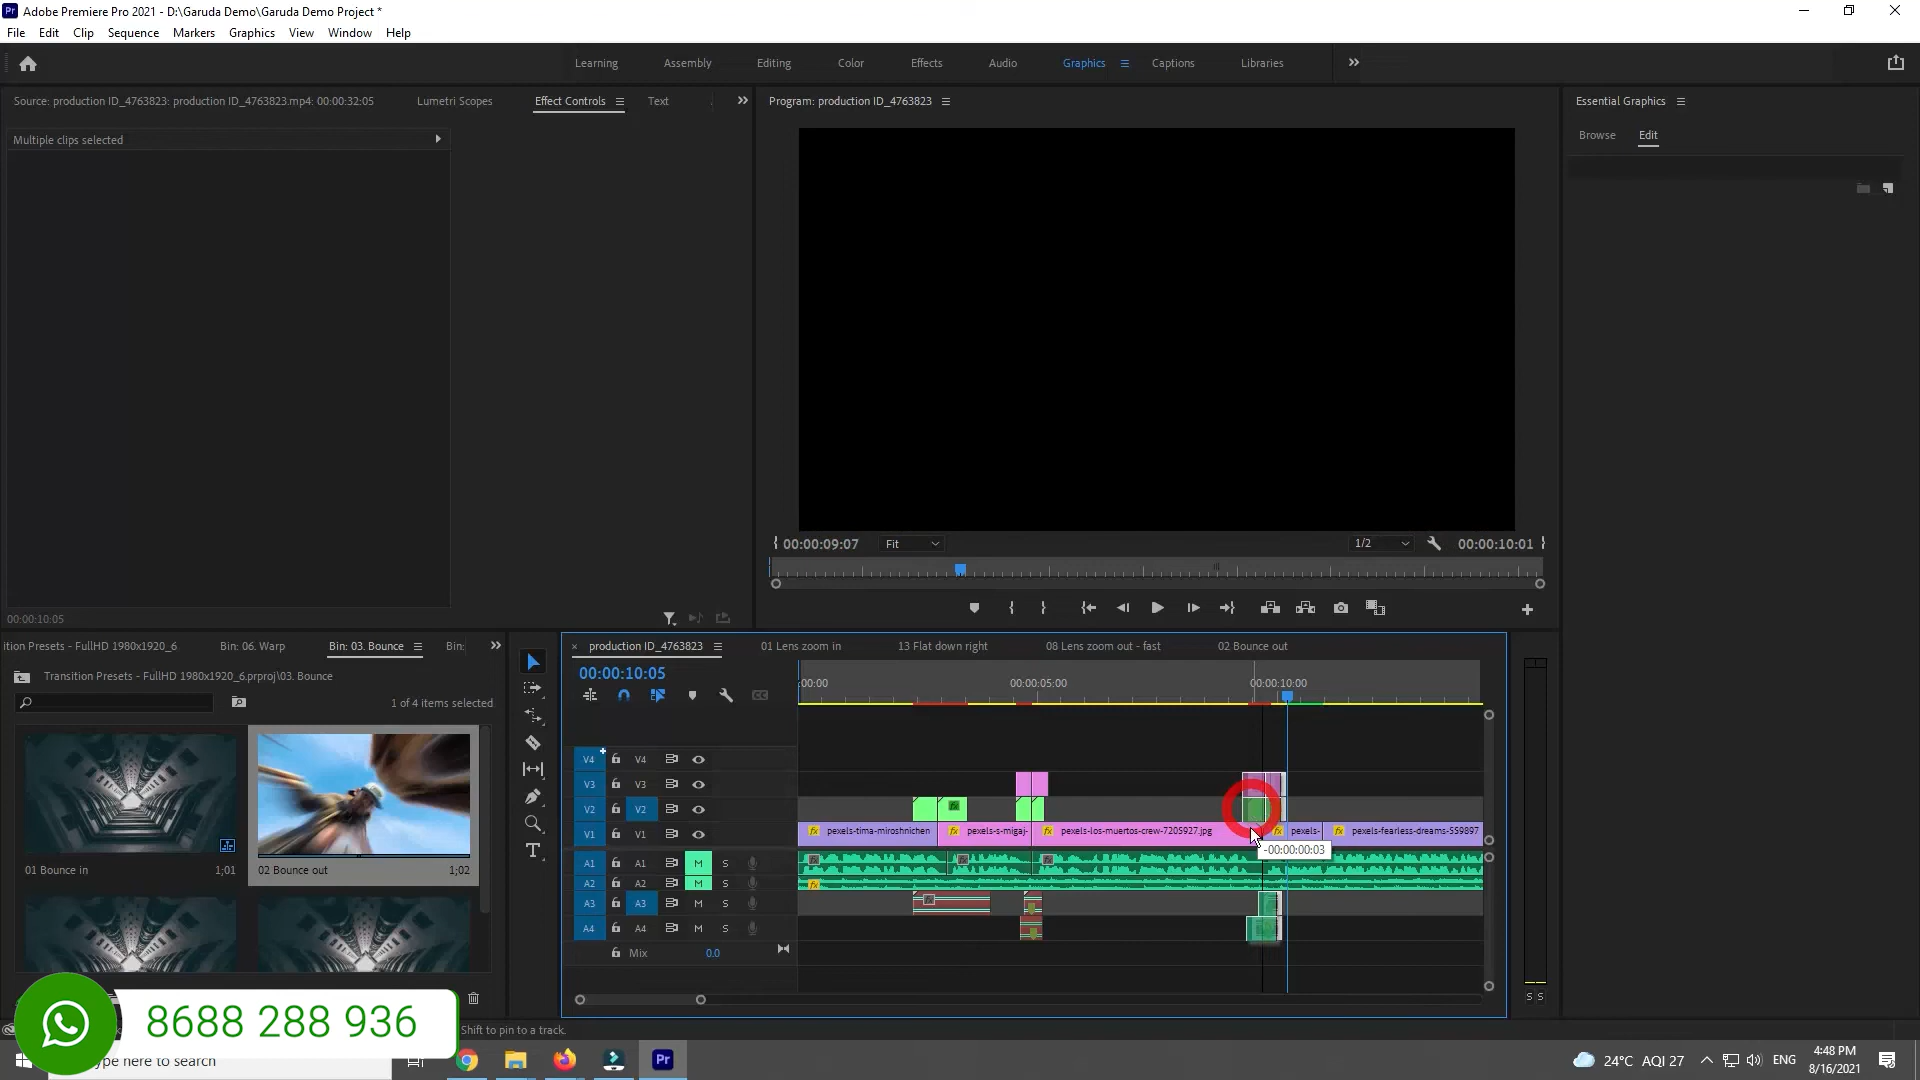 Adobe Premiere Pro 2021 - D:\Garuda Demo\Garuda Demo Project *
File Edit Clip Sequence Markers Graphics View Window Help
Learning Assembly Editing Color Effects Audio Graphics Captions Libraries
Source: production ID_4763823: production ID_4763823.mp4: 00:00:32:05 Lumetri Scopes Effect Controls Text
Program: production ID_4763823
Essential Graphics
Multiple clips selected
Browse Edit
00:00:09:07 Fit 1/2 00:00:10:01
00:00:10:05
ition Presets - FullHD 1980x1920_6 Bin: 06. Warp Bin: 03. Bounce Bin:
production ID_4763823 01 Lens zoom in 13 Flat down right 08 Lens zoom out - fast 02 Bounce out
Transition Presets - FullHD 1980x1920_6.prproj\03. Bounce
1 of 4 items selected
00:00:10:05
:00:00 00:00:05:00 00:00:10:00
V4 V4
V3 V3
V2 V2 V2
V1 V1 pexels-tima-miroshnichen pexels-s-migaj- pexels-los-muertos-crew-7205927.jpg pexels- pexels-fearless-dreams-559897
-00:00:00:03
A1 A1 M S
A2 A2 M S
A3 A3 A3 M S
A4 A4 M S
Mix 0.0
01 Bounce in 1;01
02 Bounce out 1;02
S S
8688 288 936
Shift to pin to a track.
ype here to search
Pr
24°C AQI 27 ENG
4:48 PM
8/16/2021